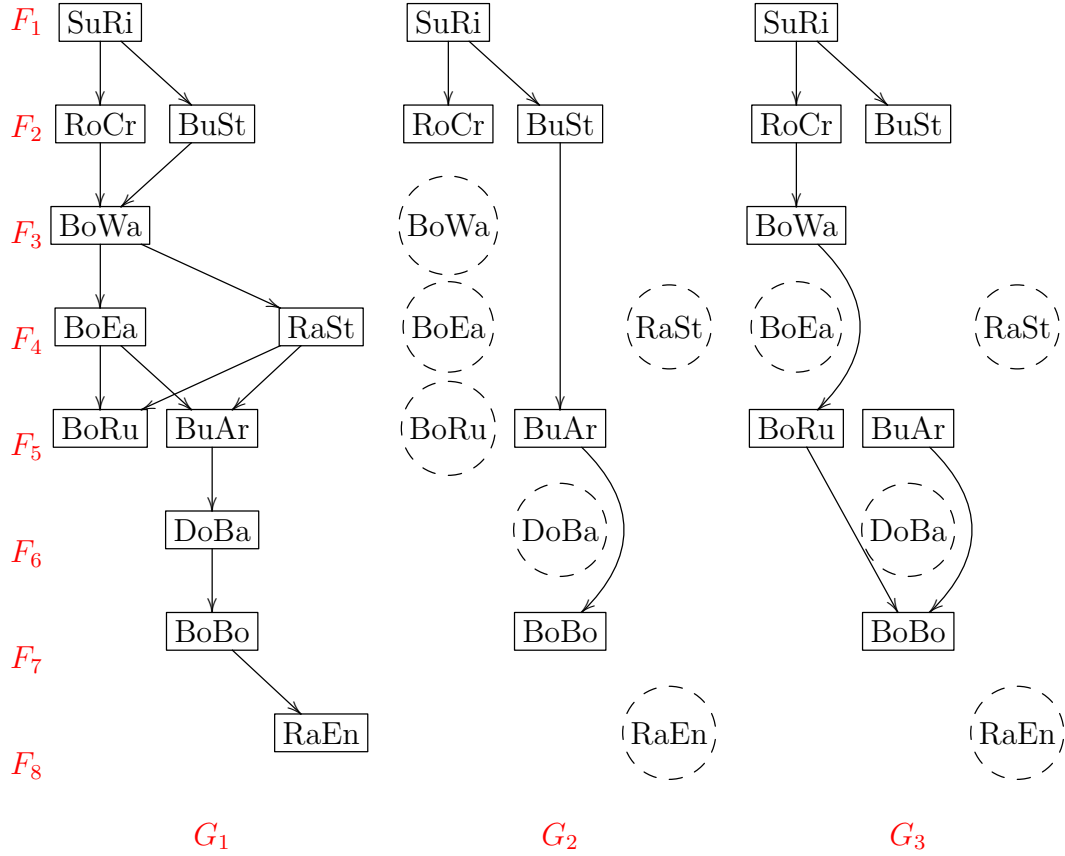 F1 SuRi SuRi SuRi
F2 RoCr BuSt RoCr BuSt RoCr BuSt
F3 BoWa BoWa BoWa
F4 BoEa RaSt BoEa RaSt BoEa RaSt
F5 BoRu BuAr BoRu BuAr BoRu BuAr
F6 DoBa DoBa DoBa
F7 BoBo BoBo BoBo
F8 RaEn RaEn RaEn
G1 G2 G3